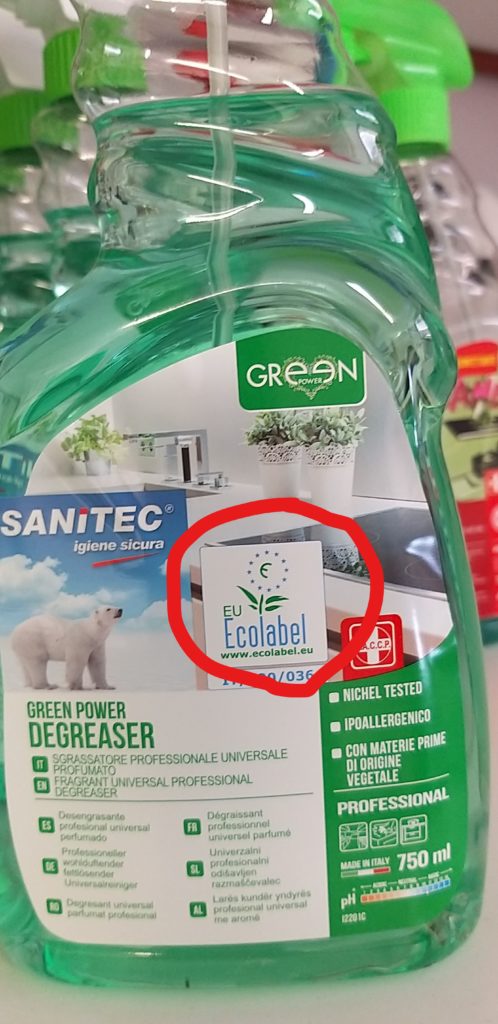 GREEN
POWER
SANiTEC®
igiene sicura
EU
Ecolabel
www.ecolabel.eu
GREEN POWER
DEGREASER
IT SGRASSATORE PROFESSIONALE UNIVERSALE
PROFUMATO
EN FRAGRANT UNIVERSAL PROFESSIONAL
DEGREASER
ES Desengrasante
profesional universal
perfumado
FR Dégraissant
professionnel
universel parfumé
DE Professioneller
wohlduftender
fettlösender
Universalreiniger
SL Univerzalni
profesionalni
odišavljen
razmaščevalec
RO Degresant universal
parfumat profesional
AL Larës kundër yndyrës
profesional universal
me aromë
H.A.C.C.P.
NICHEL TESTED
IPOALLERGENICO
CON MATERIE PRIME
DI ORIGINE
VEGETALE
PROFESSIONAL
MADE IN ITALY 750 ml
pH